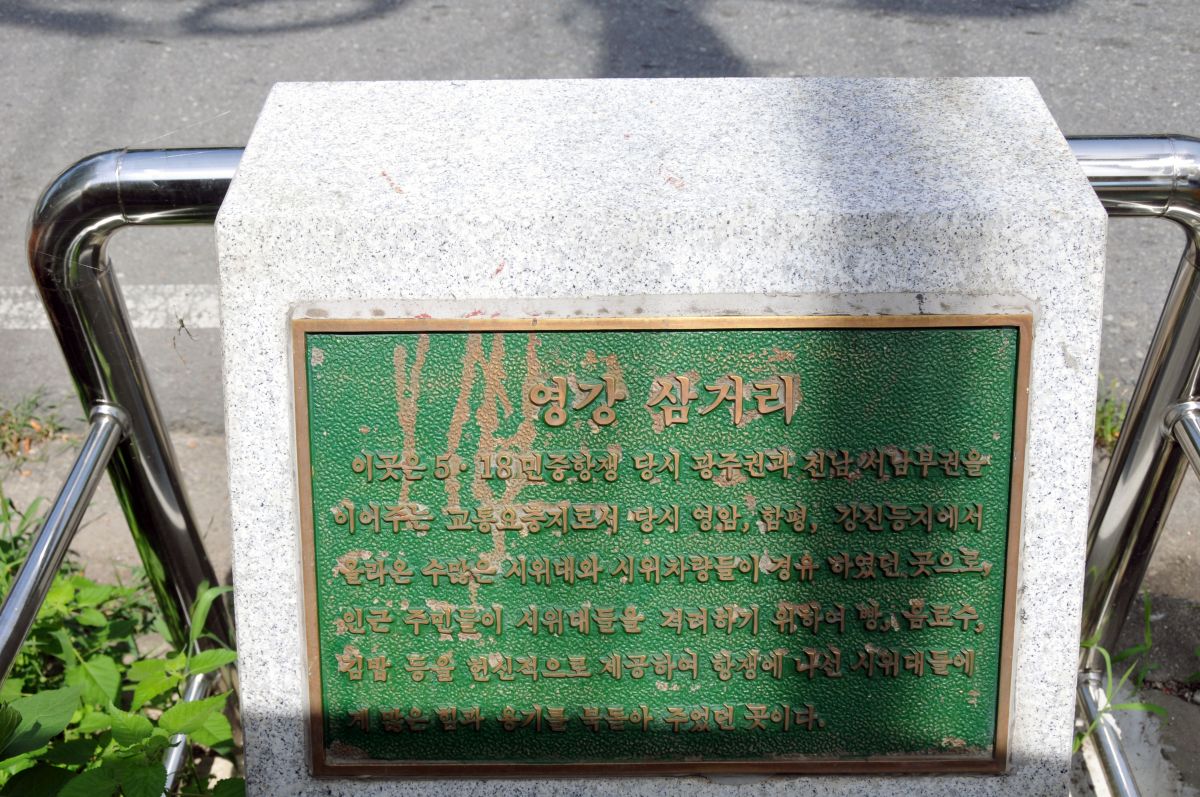 영강 삼거리
이곳은 5·18민중항쟁 당시 광주권과 전남 서남부권을
이어주는 교통요충지로서 당시 영암, 함평, 강진등지에서
올라온 수많은 시위대와 시위차량들이 경유 하였던 곳으로,
인근 주민들이 시위대들을 격려하기 위하여 빵, 음료수,
김밥 등을 헌신적으로 제공하여 항쟁에 나선 시위대들에
게 많은 힘과 용기를 북돋아 주었던 곳이다.